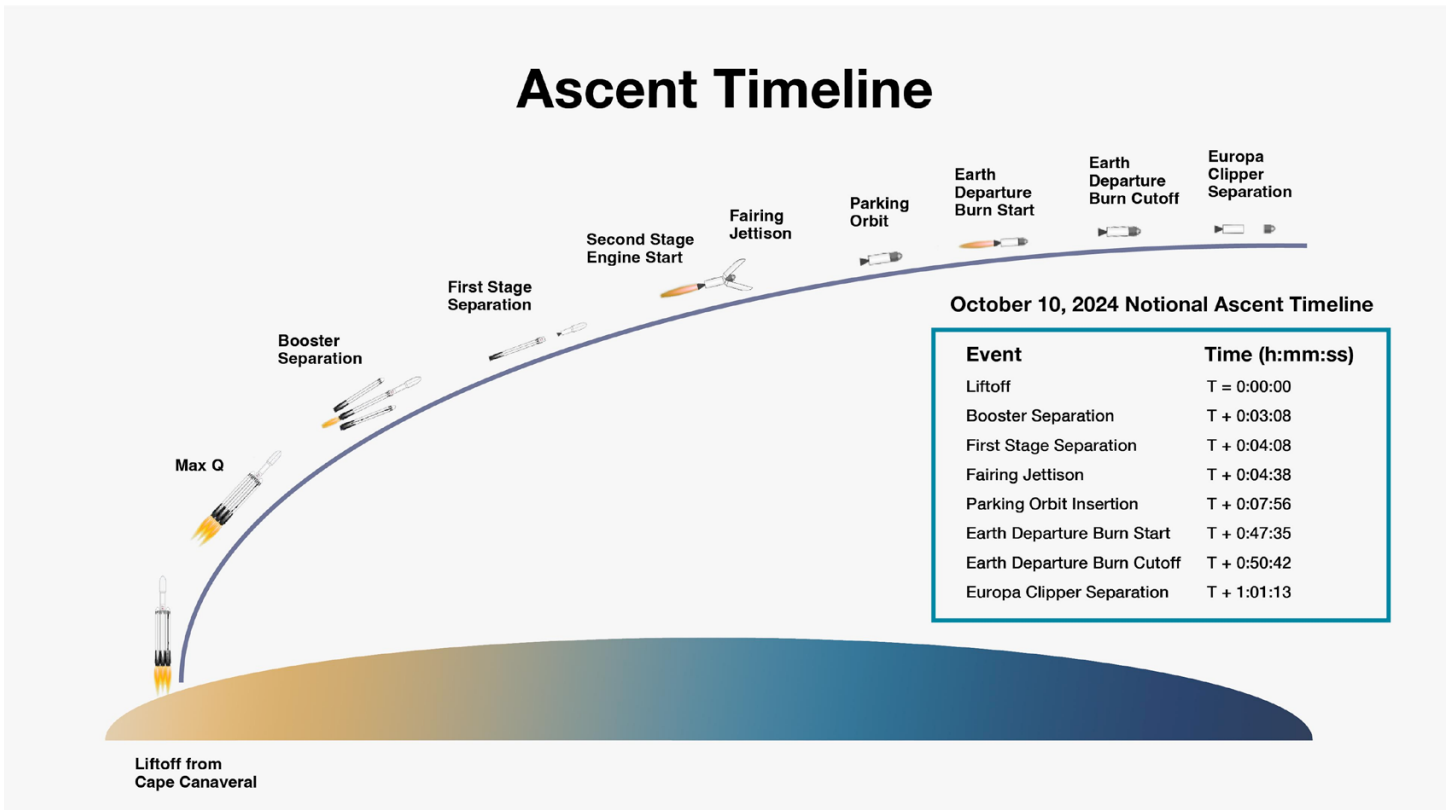 Ascent Timeline
Europa
Clipper
Separation
Earth
Departure
Burn Cutoff
Earth
Departure
Burn Start
Parking
Orbit
Fairing
Jettison
Second Stage
Engine Start
First Stage
Separation
Booster
Separation
Max Q
Liftoff from
Cape Canaveral
October 10, 2024 Notional Ascent Timeline
Event Time (h:mm:ss)
Liftoff T = 0:00:00
Booster Separation T + 0:03:08
First Stage Separation T + 0:04:08
Fairing Jettison T + 0:04:38
Parking Orbit Insertion T + 0:07:56
Earth Departure Burn Start T + 0:47:35
Earth Departure Burn Cutoff T + 0:50:42
Europa Clipper Separation T + 1:01:13